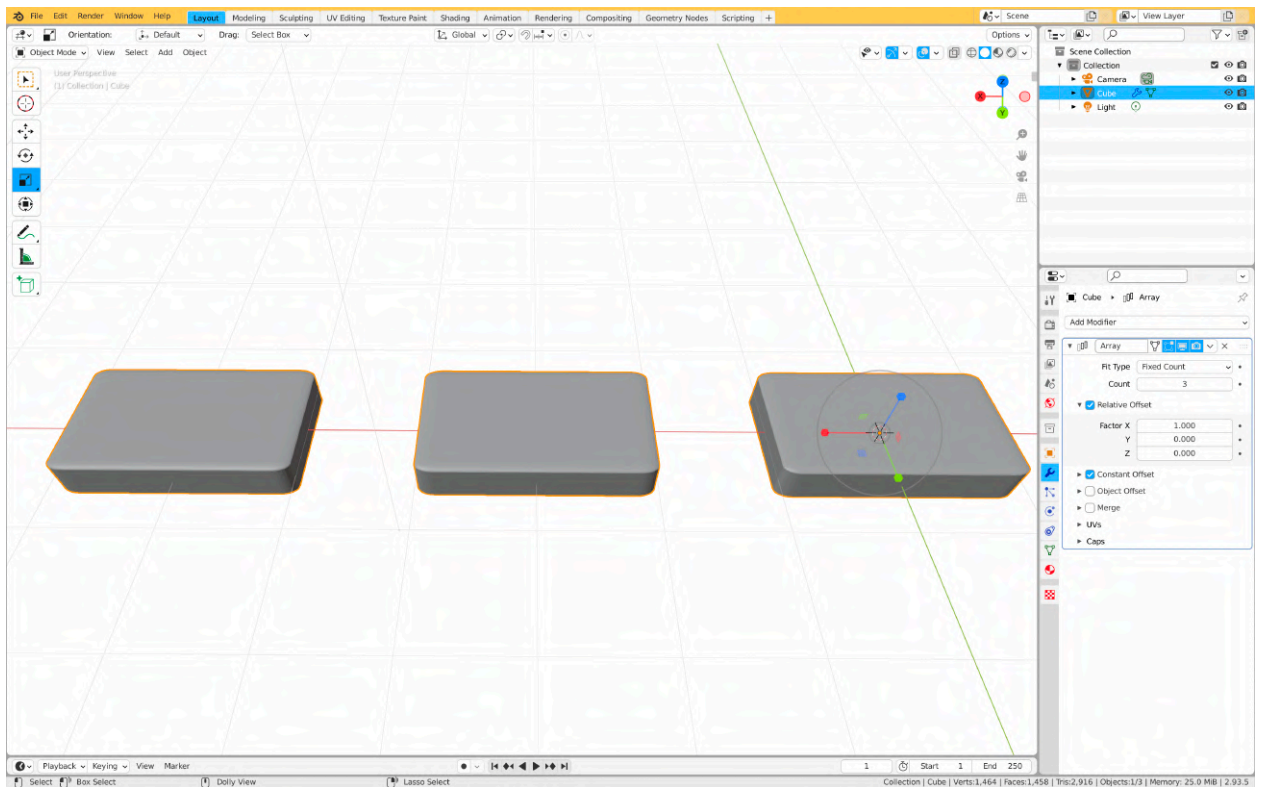 File Edit Render Window Help Layout Modeling Sculpting UV Editing Texture Paint Shading Animation Rendering Compositing Geometry Nodes Scripting + Scene View Layer
Orientation: Default Drag: Select Box Global Options
Object Mode View Select Add Object
User Perspective
(1) Collection | Cube
Z
X
Y
Scene Collection
Collection
Camera
Cube
Light
Cube Array
Add Modifier
Array
Fit Type Fixed Count
Count 3
Relative Offset
Factor X 1.000
Y 0.000
Z 0.000
Constant Offset
Object Offset
Merge
UVs
Caps
Playback Keying View Marker 1 Start 1 End 250
Select Box Select Dolly View Lasso Select Collection | Cube | Verts:1,464 | Faces:1,458 | Tris:2,916 | Objects:1/3 | Memory: 25.0 MiB | 2.93.5